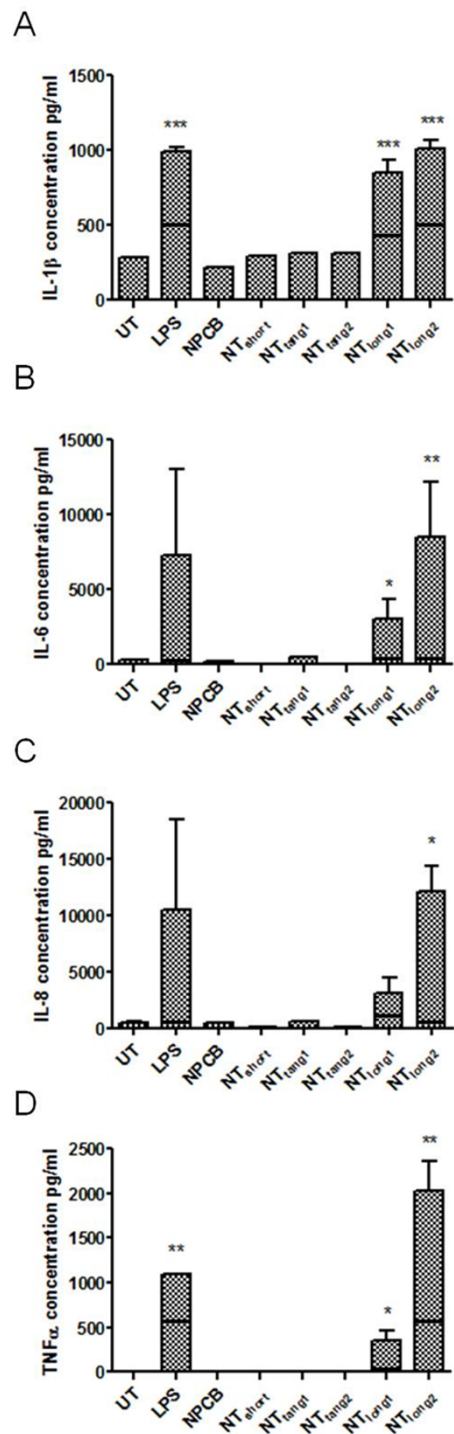 A
IL-1β concentration pg/ml
1500
1000
500
0
***
***
***
UT
LPS
NPCB
NTshort
NTtang1
NTtang2
NTlong1
NTlong2
B
IL-6 concentration pg/ml
15000
10000
5000
0
*
**
UT
LPS
NPCB
NTshort
NTtang1
NTtang2
NTlong1
NTlong2
C
IL-8 concentration pg/ml
20000
15000
10000
5000
0
*
UT
LPS
NPCB
NTshort
NTtang1
NTtang2
NTlong1
NTlong2
D
TNFα concentration pg/ml
2500
2000
1500
1000
500
0
**
*
**
UT
LPS
NPCB
NTshort
NTtang1
NTtang2
NTlong1
NTlong2